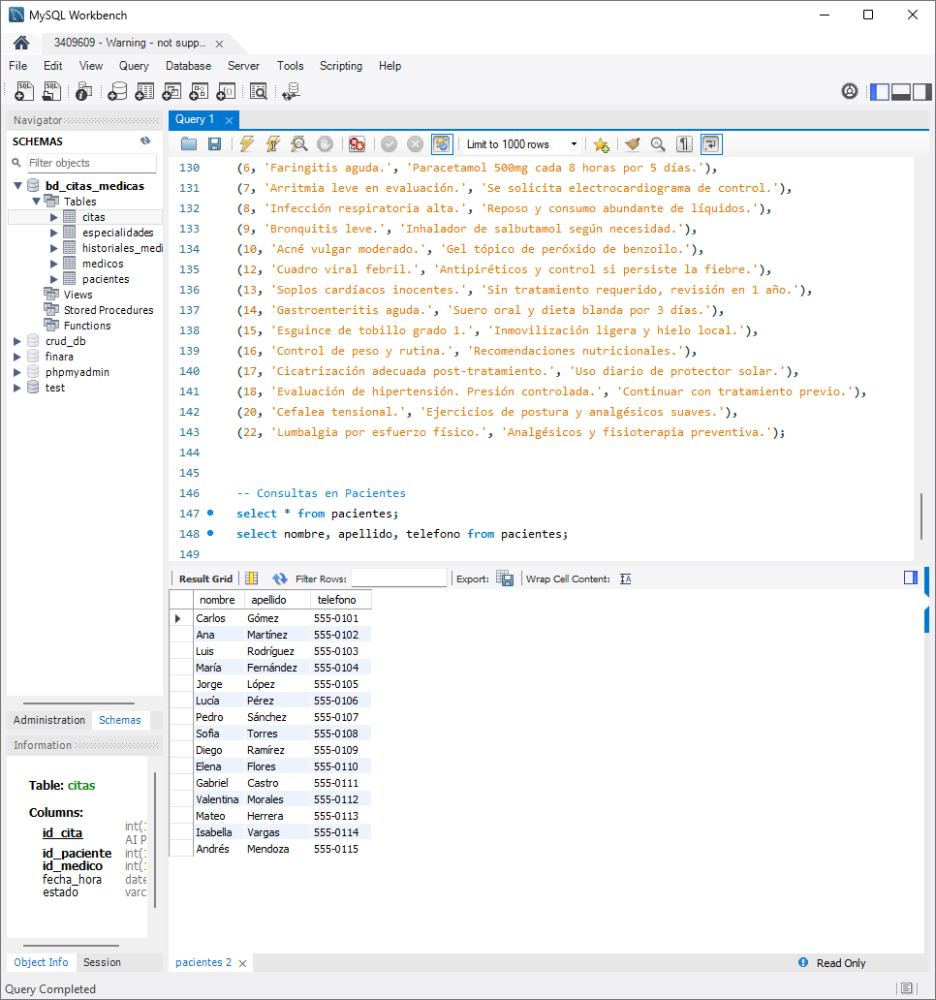 MySQL Workbench
3409609 - Warning - not supp...
File Edit View Query Database Server Tools Scripting Help
Navigator
SCHEMAS
Filter objects
bd_citas_medicas
Tables
citas
especialidades
historiales_medi
medicos
pacientes
Views
Stored Procedures
Functions
crud_db
finara
phpmyadmin
test
Administration Schemas
Information
Table: citas
Columns:
id_cita int(1
AI P
id_paciente int(1
id_medico int(1
fecha_hora date
estado varc
Object Info Session
Query 1
Limit to 1000 rows
130 (6, 'Faringitis aguda.', 'Paracetamol 500mg cada 8 horas por 5 días.'),
131 (7, 'Arritmia leve en evaluación.', 'Se solicita electrocardiograma de control.'),
132 (8, 'Infección respiratoria alta.', 'Reposo y consumo abundante de líquidos.'),
133 (9, 'Bronquitis leve.', 'Inhalador de salbutamol según necesidad.'),
134 (10, 'Acné vulgar moderado.', 'Gel tópico de peróxido de benzoilo.'),
135 (12, 'Cuadro viral febril.', 'Antipiréticos y control si persiste la fiebre.'),
136 (13, 'Soplos cardíacos inocentes.', 'Sin tratamiento requerido, revisión en 1 año.'),
137 (14, 'Gastroenteritis aguda.', 'Suero oral y dieta blanda por 3 días.'),
138 (15, 'Esguince de tobillo grado 1.', 'Inmovilización ligera y hielo local.'),
139 (16, 'Control de peso y rutina.', 'Recomendaciones nutricionales.'),
140 (17, 'Cicatrización adecuada post-tratamiento.', 'Uso diario de protector solar.'),
141 (18, 'Evaluación de hipertensión. Presión controlada.', 'Continuar con tratamiento previo.'),
142 (20, 'Cefalea tensional.', 'Ejercicios de postura y analgésicos suaves.'),
143 (22, 'Lumbalgia por esfuerzo físico.', 'Analgésicos y fisioterapia preventiva.');
144
145
146 -- Consultas en Pacientes
147 select * from pacientes;
148 select nombre, apellido, telefono from pacientes;
149
Result Grid Filter Rows: Export: Wrap Cell Content:
nombre apellido telefono
Carlos Gómez 555-0101
Ana Martínez 555-0102
Luis Rodríguez 555-0103
María Fernández 555-0104
Jorge López 555-0105
Lucía Pérez 555-0106
Pedro Sánchez 555-0107
Sofia Torres 555-0108
Diego Ramírez 555-0109
Elena Flores 555-0110
Gabriel Castro 555-0111
Valentina Morales 555-0112
Mateo Herrera 555-0113
Isabella Vargas 555-0114
Andrés Mendoza 555-0115
pacientes 2 Read Only
Query Completed